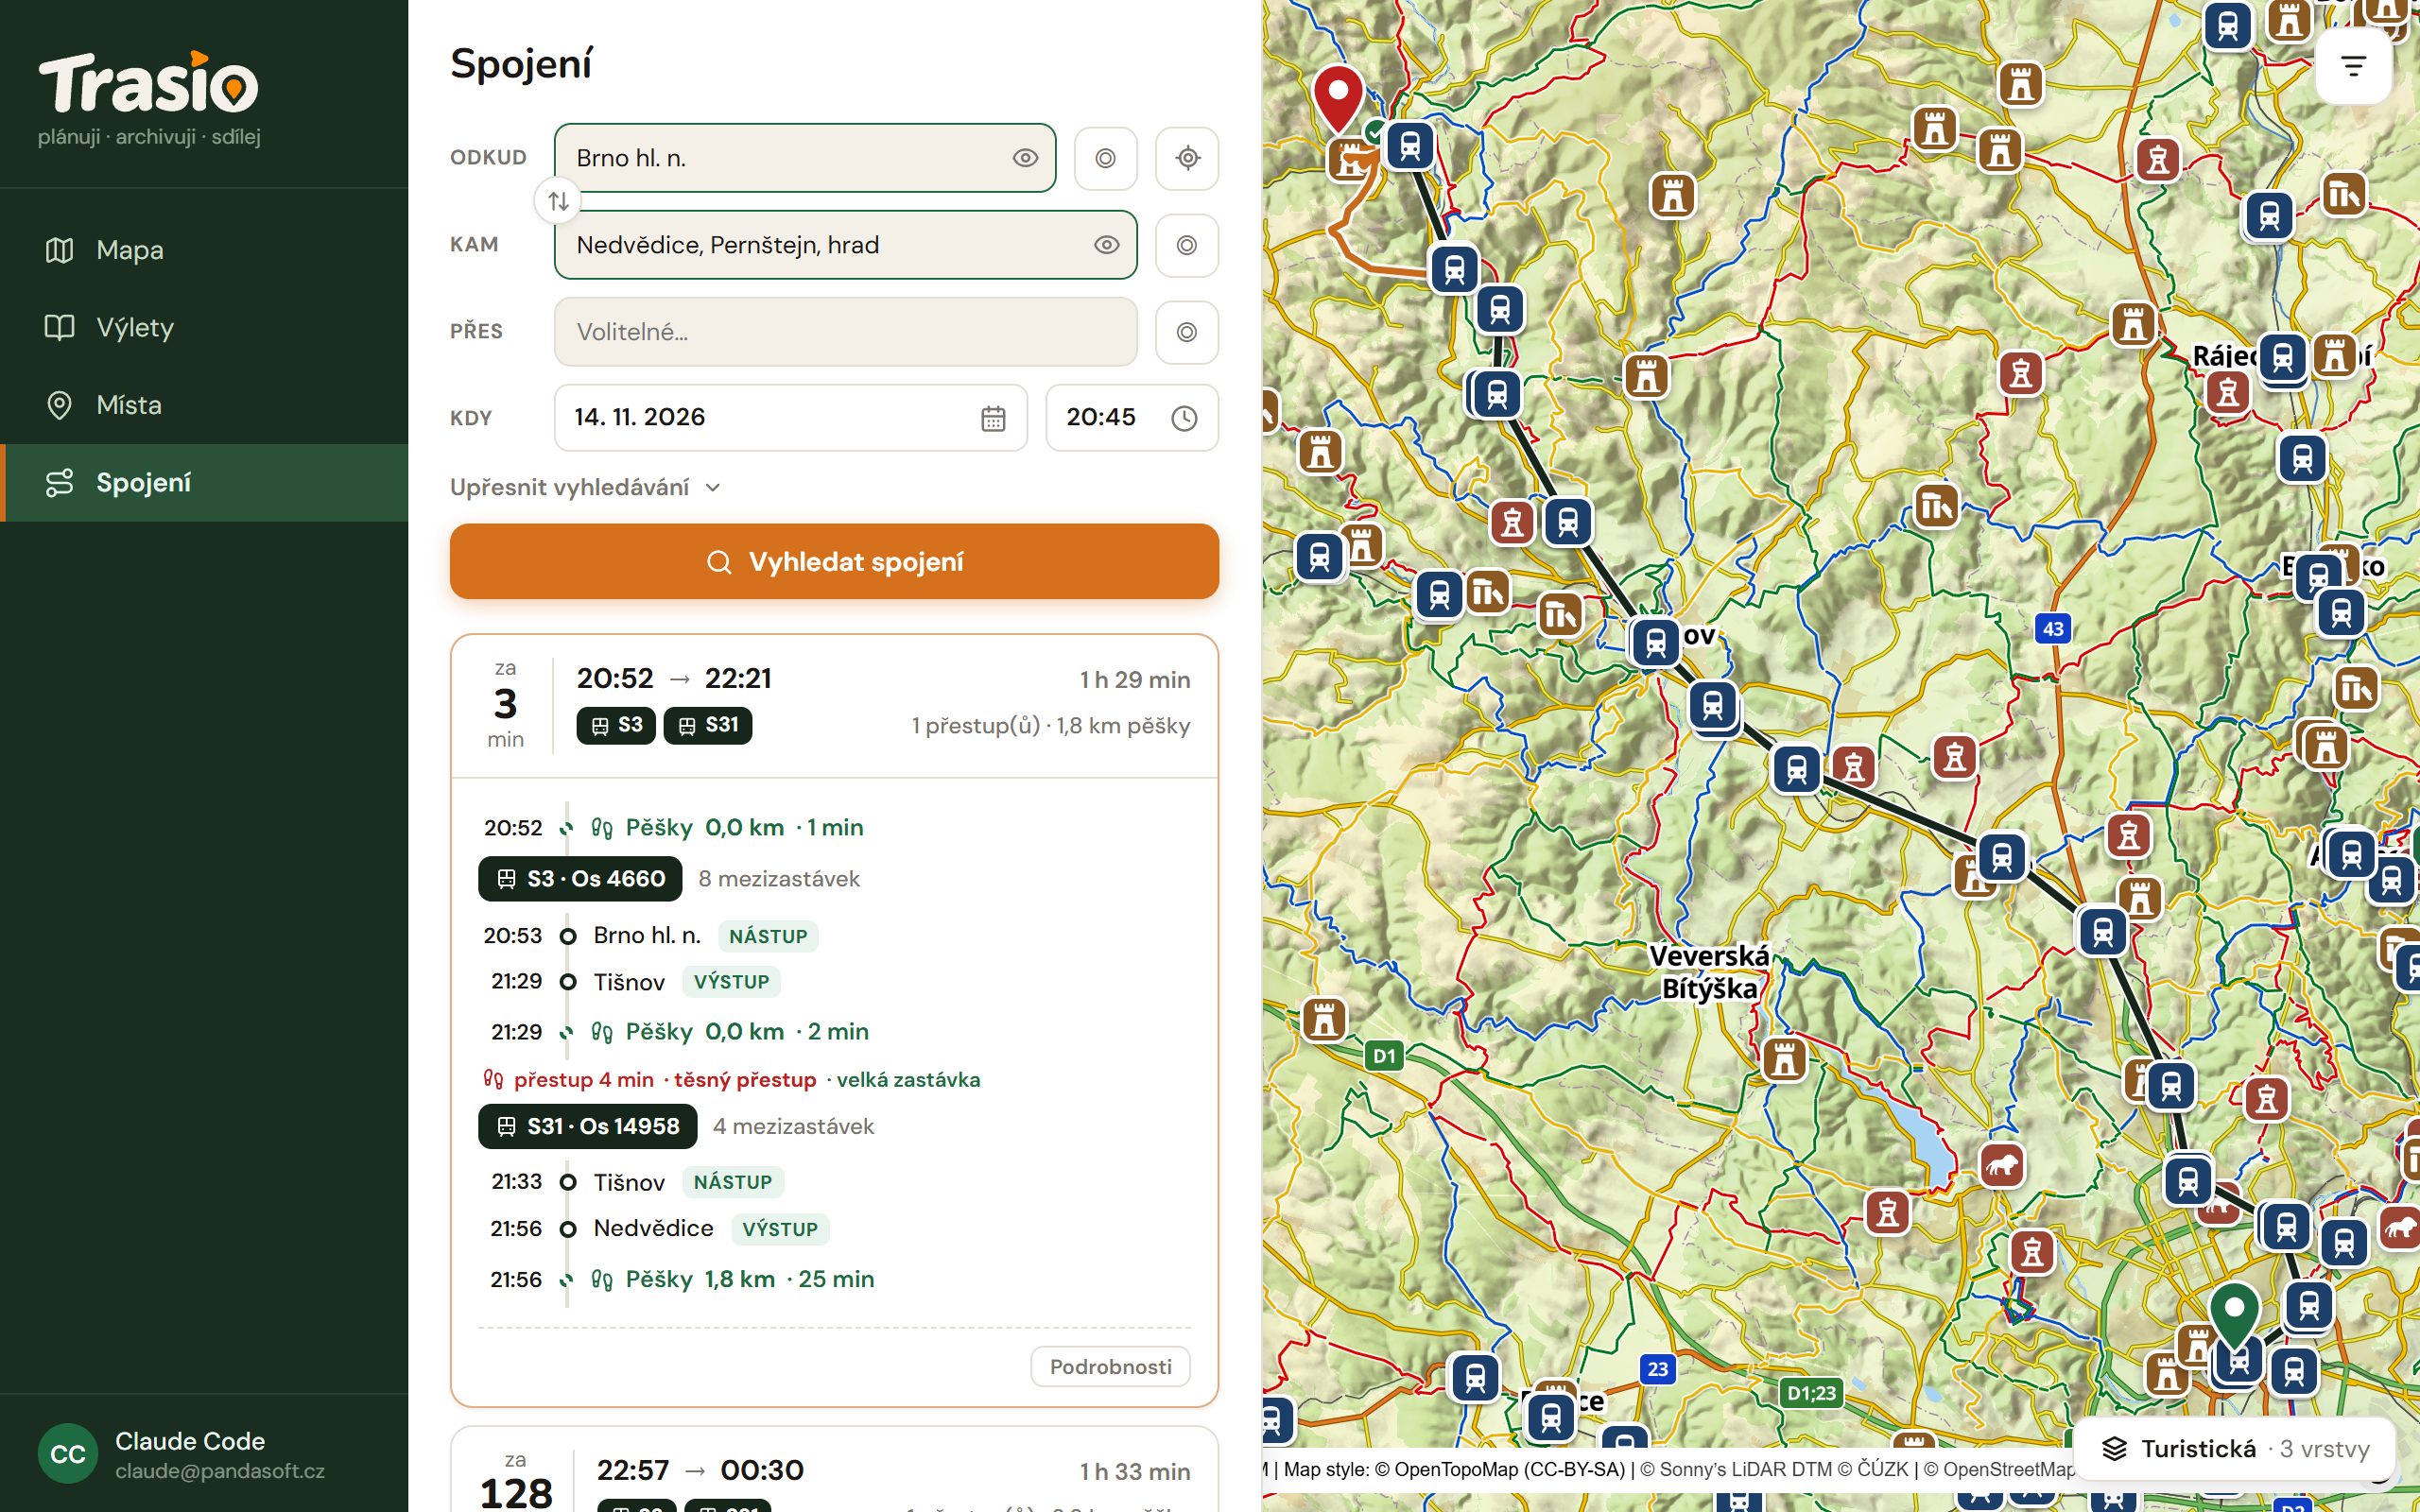 Trasio
plánuji · archivuji · sdílej
Mapa
Výlety
Místa
Spojení
CC
Claude Code
claude@pandasoft.cz
Spojení
ODKUD
Brno hl. n.
KAM
Nedvědice, Pernštejn, hrad
PŘES
Volitelné...
KDY
14. 11. 2026
20:45
Upřesnit vyhledávání
Vyhledat spojení
za
3
min
20:52 → 22:21
1 h 29 min
S3
S31
1 přestup(ů) · 1,8 km pěšky
20:52 Pěšky 0,0 km · 1 min
S3 · Os 4660 8 mezizastávek
20:53 Brno hl. n. NÁSTUP
21:29 Tišnov VÝSTUP
21:29 Pěšky 0,0 km · 2 min
přestup 4 min · těsný přestup · velká zastávka
S31 · Os 14958 4 mezizastávek
21:33 Tišnov NÁSTUP
21:56 Nedvědice VÝSTUP
21:56 Pěšky 1,8 km · 25 min
Podrobnosti
za
128
22:57 → 00:30
1 h 33 min
43
Veverská
Bítýška
D1
23
D1;23
| Map style: © OpenTopoMap (CC-BY-SA) | © Sonny's LiDAR DTM © ČÚZK | © OpenStreetMap
Turistická · 3 vrstvy